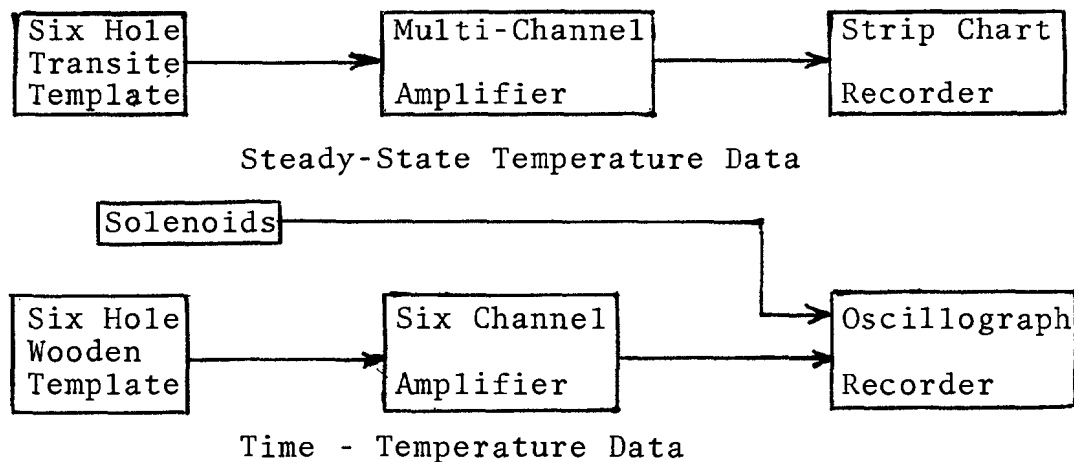 Six Hole
Transite
Template
Multi-Channel
Amplifier
Strip Chart
Recorder
Steady-State Temperature Data
Solenoids
Six Hole
Wooden
Template
Six Channel
Amplifier
Oscillograph
Recorder
Time - Temperature Data